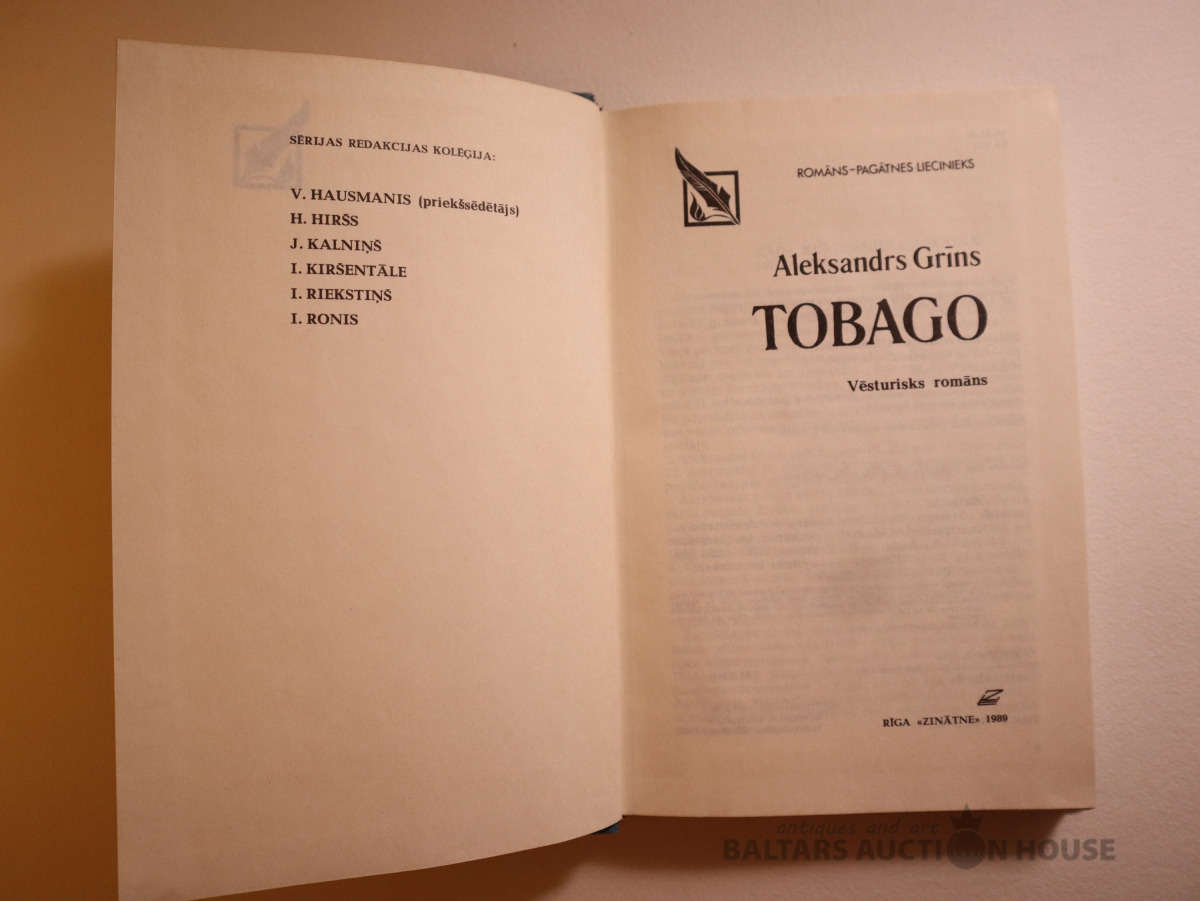 SĒRIJAS REDAKCIJAS KOLĒĢIJA:
V. HAUSMANIS (priekšsēdētājs)
H. HIRŠS
J. KALNIŅŠ
I. KIRŠENTĀLE
I. RIEKSTIŅŠ
I. RONIS
ROMĀNS–PAGĀTNES LIECINIEKS
Aleksandrs Grīns
TOBAGO
Vēsturisks romāns
RĪGA «ZINĀTNE» 1989
antiques and art
BALTARS AUCTION HOUSE